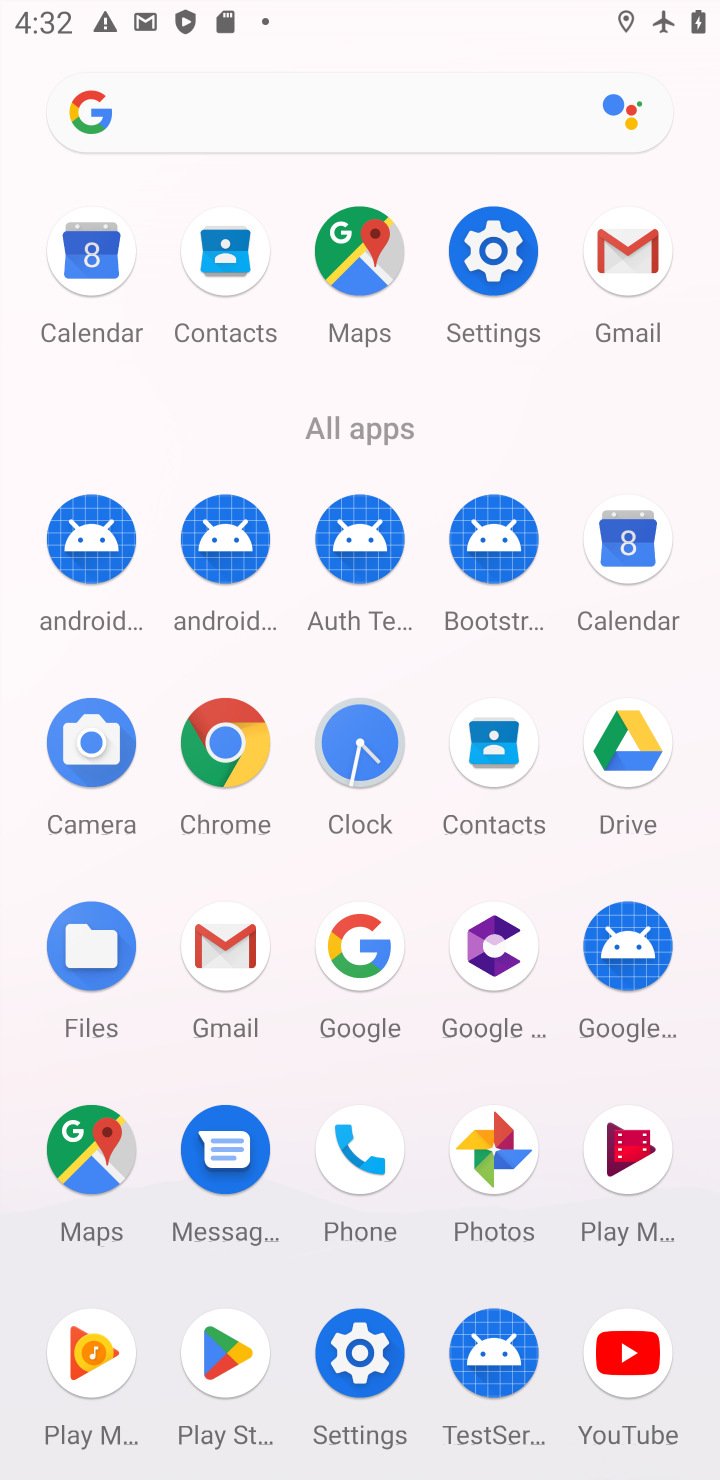 4:32
Calendar Contacts Maps Settings Gmail
All apps
android... android... Auth Te... Bootstr... Calendar
Camera Chrome Clock Contacts Drive
Files Gmail Google Google ... Google...
Maps Messag... Phone Photos Play M...
Play M... Play St... Settings TestSer... YouTube